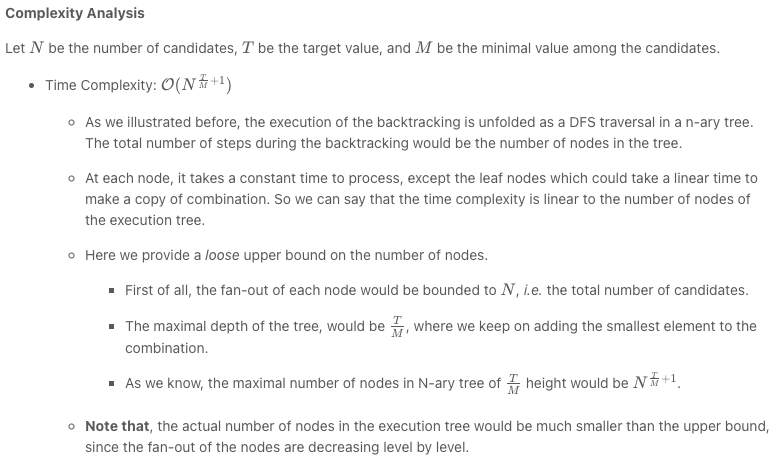 Complexity Analysis
Let N be the number of candidates, T be the target value, and M be the minimal value among the candidates.
• Time Complexity: 𝒪(N^{\frac{T}{M}+1})
◦ As we illustrated before, the execution of the backtracking is unfolded as a DFS traversal in a n-ary tree.
The total number of steps during the backtracking would be the number of nodes in the tree.
◦ At each node, it takes a constant time to process, except the leaf nodes which could take a linear time to
make a copy of combination. So we can say that the time complexity is linear to the number of nodes of
the execution tree.
◦ Here we provide a loose upper bound on the number of nodes.
▪ First of all, the fan-out of each node would be bounded to N, i.e. the total number of candidates.
▪ The maximal depth of the tree, would be \frac{T}{M}, where we keep on adding the smallest element to the
combination.
▪ As we know, the maximal number of nodes in N-ary tree of \frac{T}{M} height would be N^{\frac{T}{M}+1}.
◦ Note that, the actual number of nodes in the execution tree would be much smaller than the upper bound,
since the fan-out of the nodes are decreasing level by level.